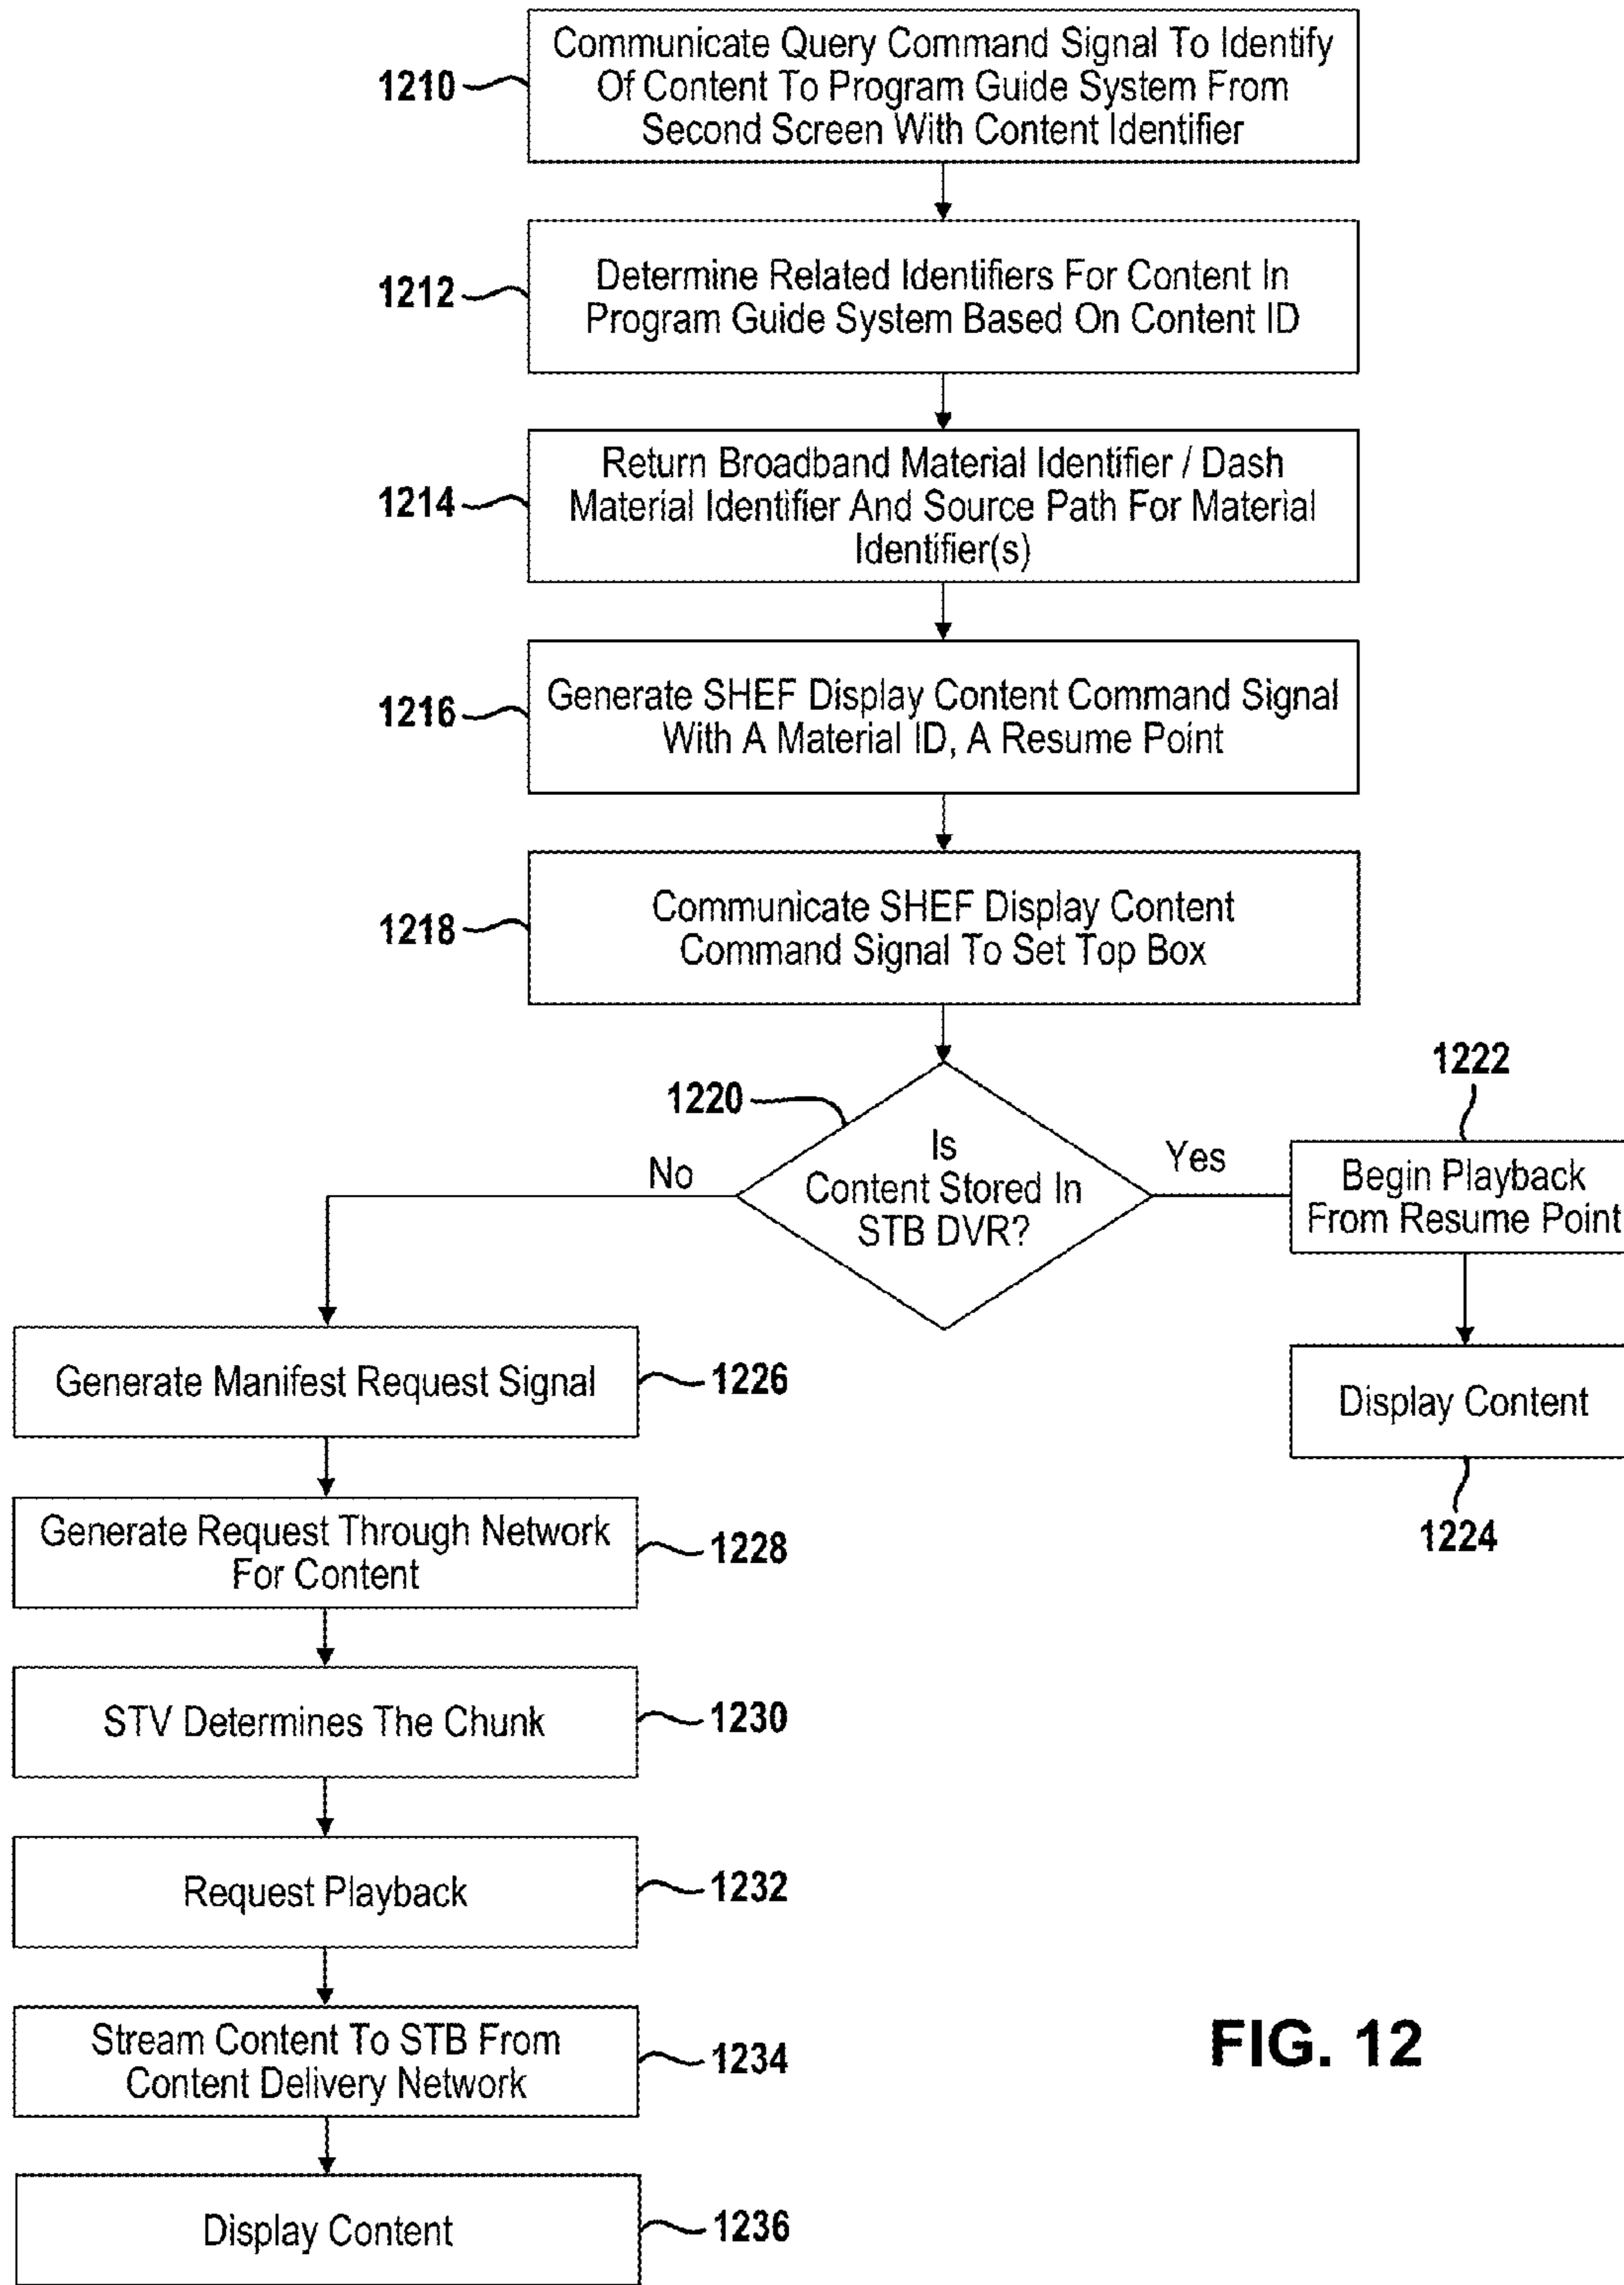 1210
Communicate Query Command Signal To Identify
Of Content To Program Guide System From
Second Screen With Content Identifier
1212
Determine Related Identifiers For Content In
Program Guide System Based On Content ID
1214
Return Broadband Material Identifier / Dash
Material Identifier And Source Path For Material
Identifier(s)
1216
Generate SHEF Display Content Command Signal
With A Material ID, A Resume Point
1218
Communicate SHEF Display Content
Command Signal To Set Top Box
1220
Is
Content Stored In
STB DVR?
No
Yes
1222
Begin Playback
From Resume Point
Display Content
1224
Generate Manifest Request Signal
1226
Generate Request Through Network
For Content
1228
STV Determines The Chunk
1230
Request Playback
1232
Stream Content To STB From
Content Delivery Network
1234
Display Content
1236
FIG. 12